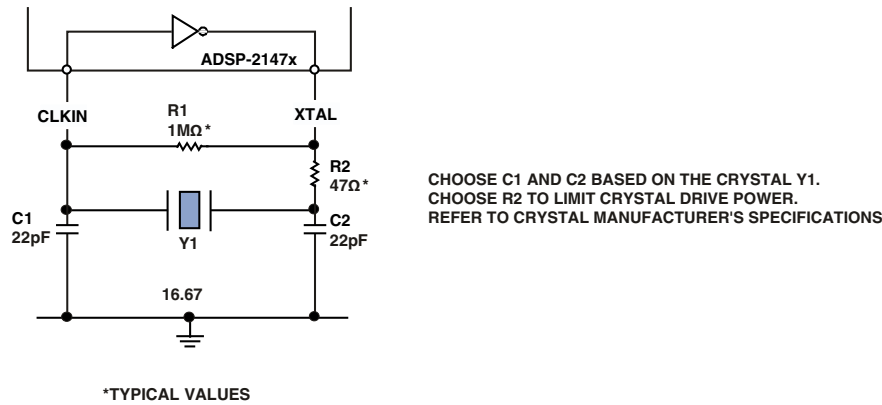 ADSP-2147x
CLKIN
R1
1MΩ*
XTAL
R2
47Ω*
C1
22pF
Y1
C2
22pF
16.67
CHOOSE C1 AND C2 BASED ON THE CRYSTAL Y1.
CHOOSE R2 TO LIMIT CRYSTAL DRIVE POWER.
REFER TO CRYSTAL MANUFACTURER'S SPECIFICATIONS
*TYPICAL VALUES